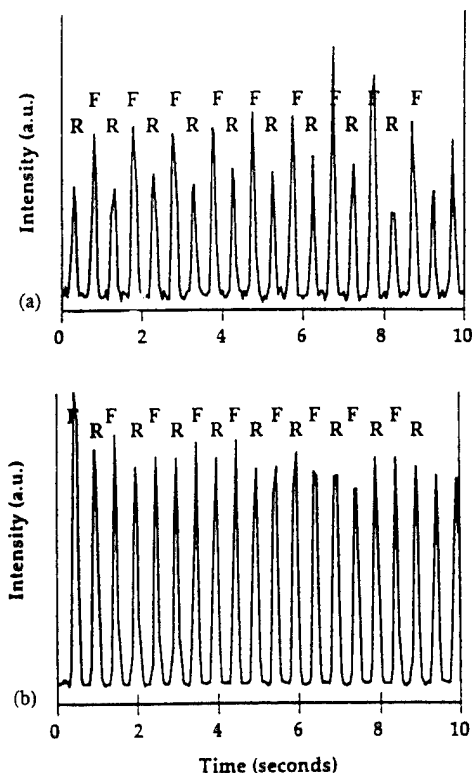 F F F F F F F F F
R R R R R R R R R
Intensity (a.u.)
(a)
0 2 4 6 8 10
F F F F F F F F F
R R R R R R R R R
Intensity (a.u.)
(b)
0 2 4 6 8 10
Time (seconds)